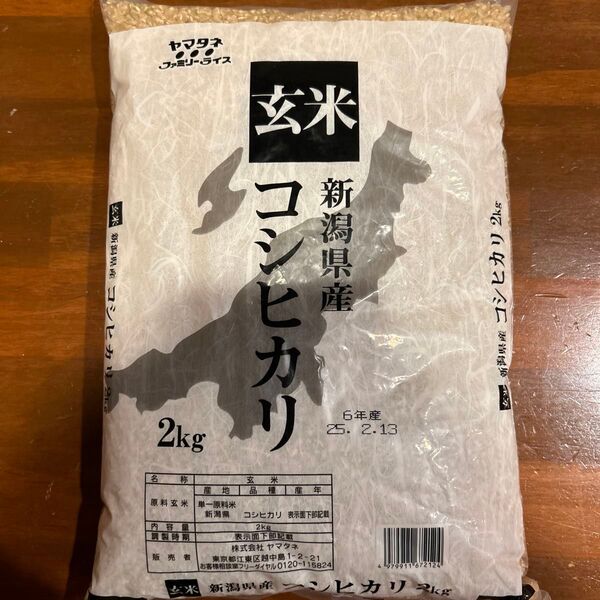 ヤマタネ
ファミリーライス
玄米
新潟県産
コシヒカリ
2kg
6年産
25. 2.13
玄米 新潟県産 コシヒカリ 2kg
玄米 新潟県産 コシヒカリ 2kg
名称 玄米
産地 品種 産年
原料玄米 単一原料米
新潟県 コシヒカリ 表示面下部記載
内容量 2kg
調製時期 表示面下部記載
販売者 株式会社 ヤマタネ
東京都江東区越中島1-2-21
お客様相談室フリーダイヤル0120-115824
4 979911 672124
玄米 新潟県産 コシヒカリ 2kg